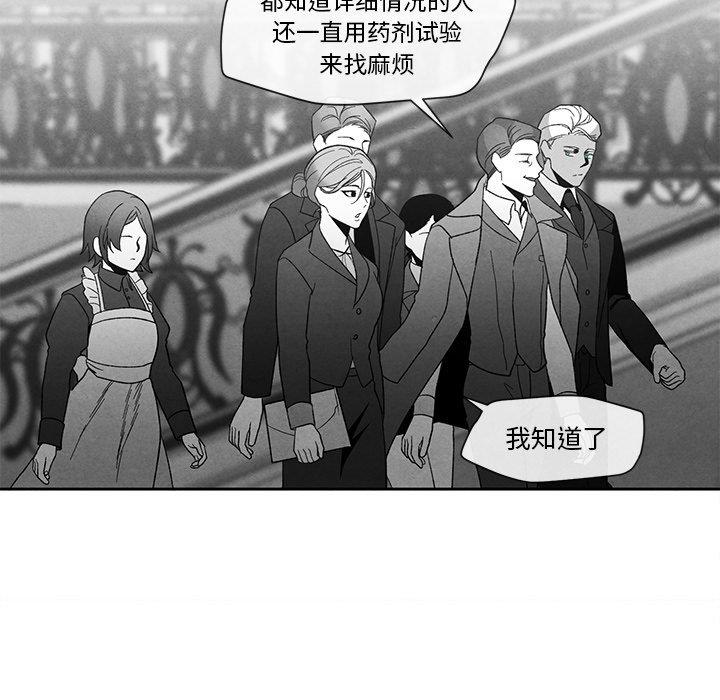 都知道详细情况的人
还一直用药剂试验
来找麻烦
我知道了